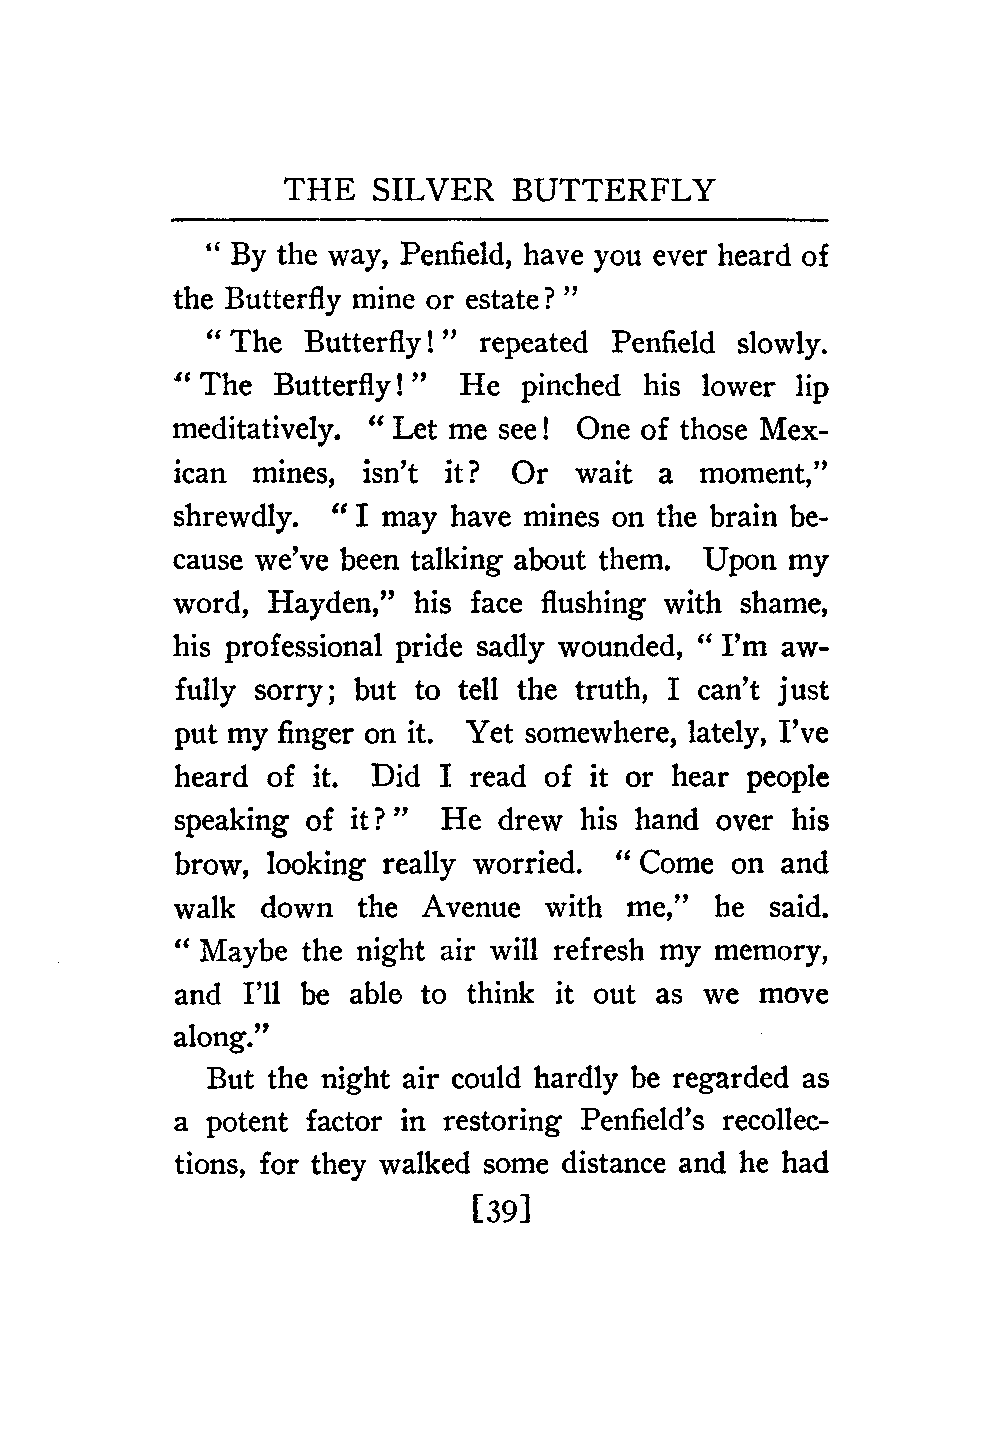 THE SILVER BUTTERFLY
“ By the way, Penfield, have you ever heard of
the Butterfly mine or estate? ”
“ The Butterfly! ” repeated Penfield slowly.
“ The Butterfly! ” He pinched his lower lip
meditatively. “ Let me see! One of those Mex-
ican mines, isn’t it? Or wait a moment,”
shrewdly. “ I may have mines on the brain be-
cause we’ve been talking about them. Upon my
word, Hayden,” his face flushing with shame,
his professional pride sadly wounded, “ I’m aw-
fully sorry; but to tell the truth, I can’t just
put my finger on it. Yet somewhere, lately, I’ve
heard of it. Did I read of it or hear people
speaking of it? ” He drew his hand over his
brow, looking really worried. “ Come on and
walk down the Avenue with me,” he said.
“ Maybe the night air will refresh my memory,
and I’ll be able to think it out as we move
along.”
But the night air could hardly be regarded as
a potent factor in restoring Penfield’s recollec-
tions, for they walked some distance and he had
[39]